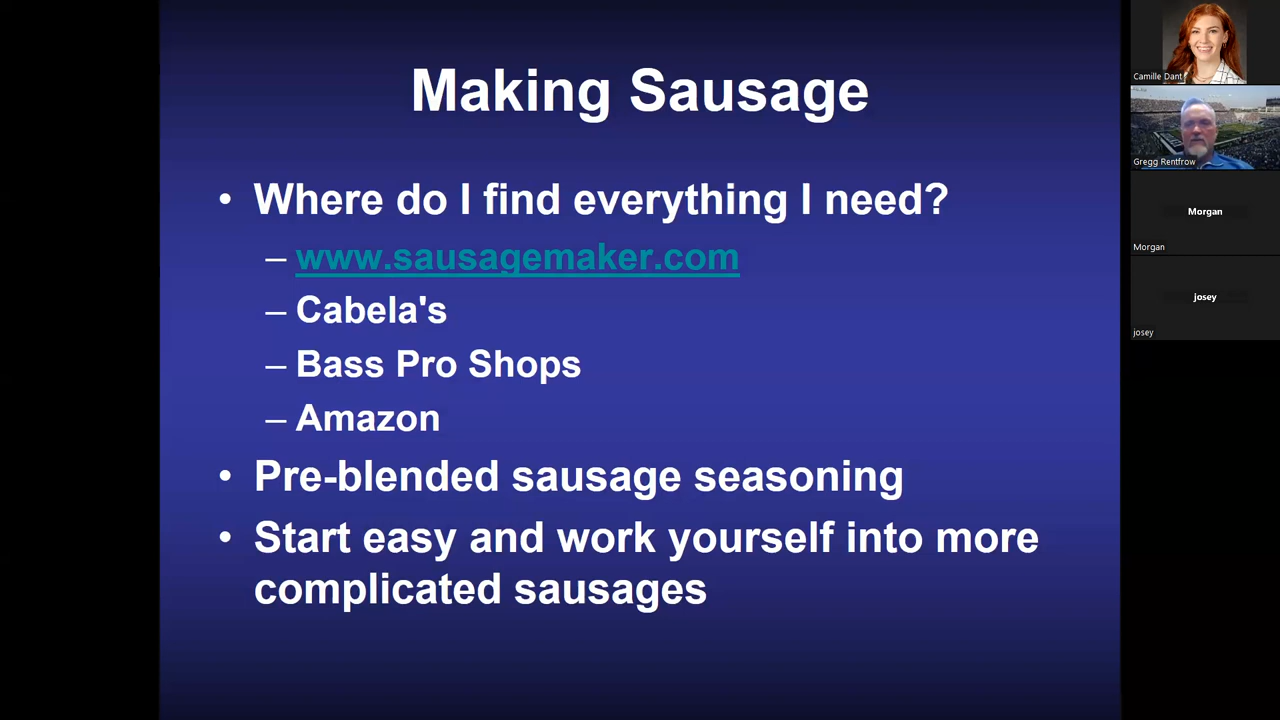 Making Sausage
• Where do I find everything I need?
– www.sausagemaker.com
– Cabela's
– Bass Pro Shops
– Amazon
• Pre-blended sausage seasoning
• Start easy and work yourself into more
complicated sausages
Camille Dant
Gregg Rentfrow
Morgan
Morgan
josey
josey